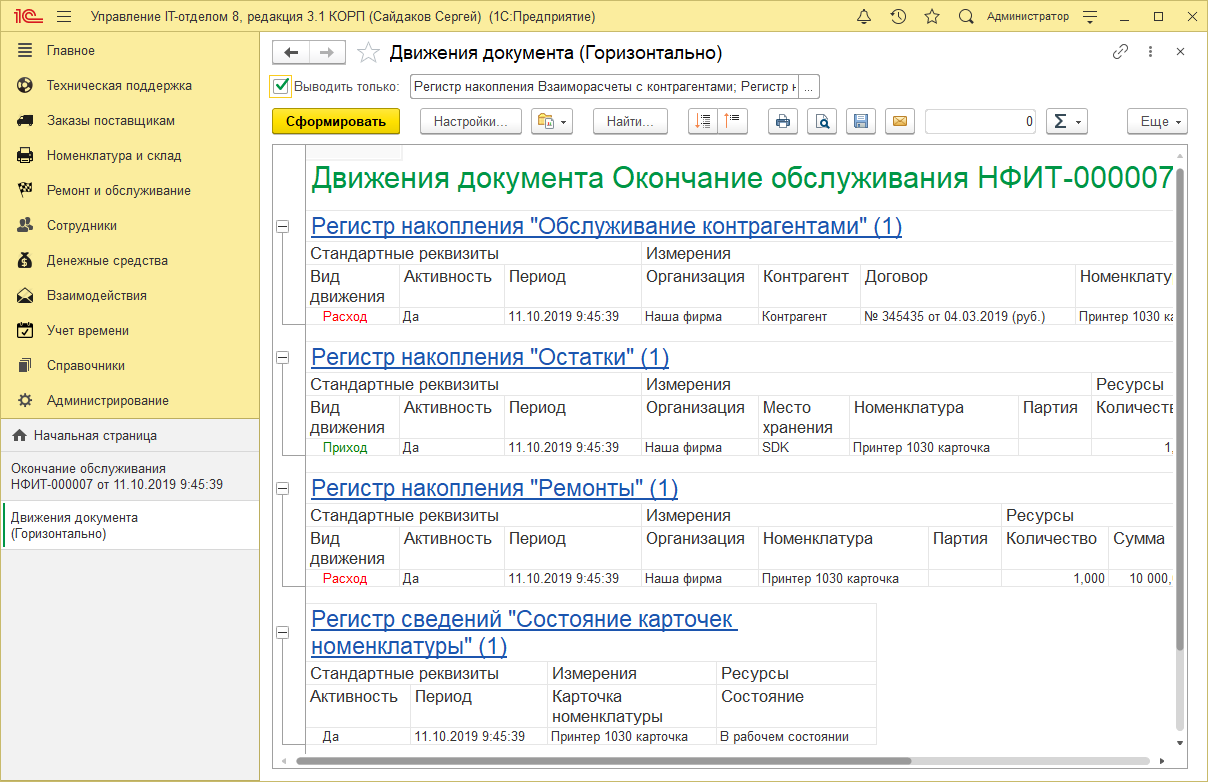 1С Управление IT-отделом 8, редакция 3.1 КОРП (Сайдаков Сергей) (1С:Предприятие) Администратор
Главное
Техническая поддержка
Заказы поставщикам
Номенклатура и склад
Ремонт и обслуживание
Сотрудники
Денежные средства
Взаимодействия
Учет времени
Справочники
Администрирование
Начальная страница
Окончание обслуживания
НФИТ-000007 от 11.10.2019 9:45:39
Движения документа
(Горизонтально)
Движения документа (Горизонтально)
Выводить только: Регистр накопления Взаиморасчеты с контрагентами; Регистр н ...
Сформировать Настройки... Найти... 0 Σ Еще
Движения документа Окончание обслуживания НФИТ-000007
Регистр накопления "Обслуживание контрагентами" (1)
Стандартные реквизиты Измерения
Вид движения Активность Период Организация Контрагент Договор Номенклату
Расход Да 11.10.2019 9:45:39 Наша фирма Контрагент № 345435 от 04.03.2019 (руб.) Принтер 1030 ка
Регистр накопления "Остатки" (1)
Стандартные реквизиты Измерения Ресурсы
Вид движения Активность Период Организация Место хранения Номенклатура Партия Количеств
Приход Да 11.10.2019 9:45:39 Наша фирма SDK Принтер 1030 карточка 1,
Регистр накопления "Ремонты" (1)
Стандартные реквизиты Измерения Ресурсы
Вид движения Активность Период Организация Номенклатура Партия Количество Сумма
Расход Да 11.10.2019 9:45:39 Наша фирма Принтер 1030 карточка 1,000 10 000,
Регистр сведений "Состояние карточек
номенклатуры" (1)
Стандартные реквизиты Измерения Ресурсы
Активность Период Карточка номенклатуры Состояние
Да 11.10.2019 9:45:39 Принтер 1030 карточка В рабочем состоянии